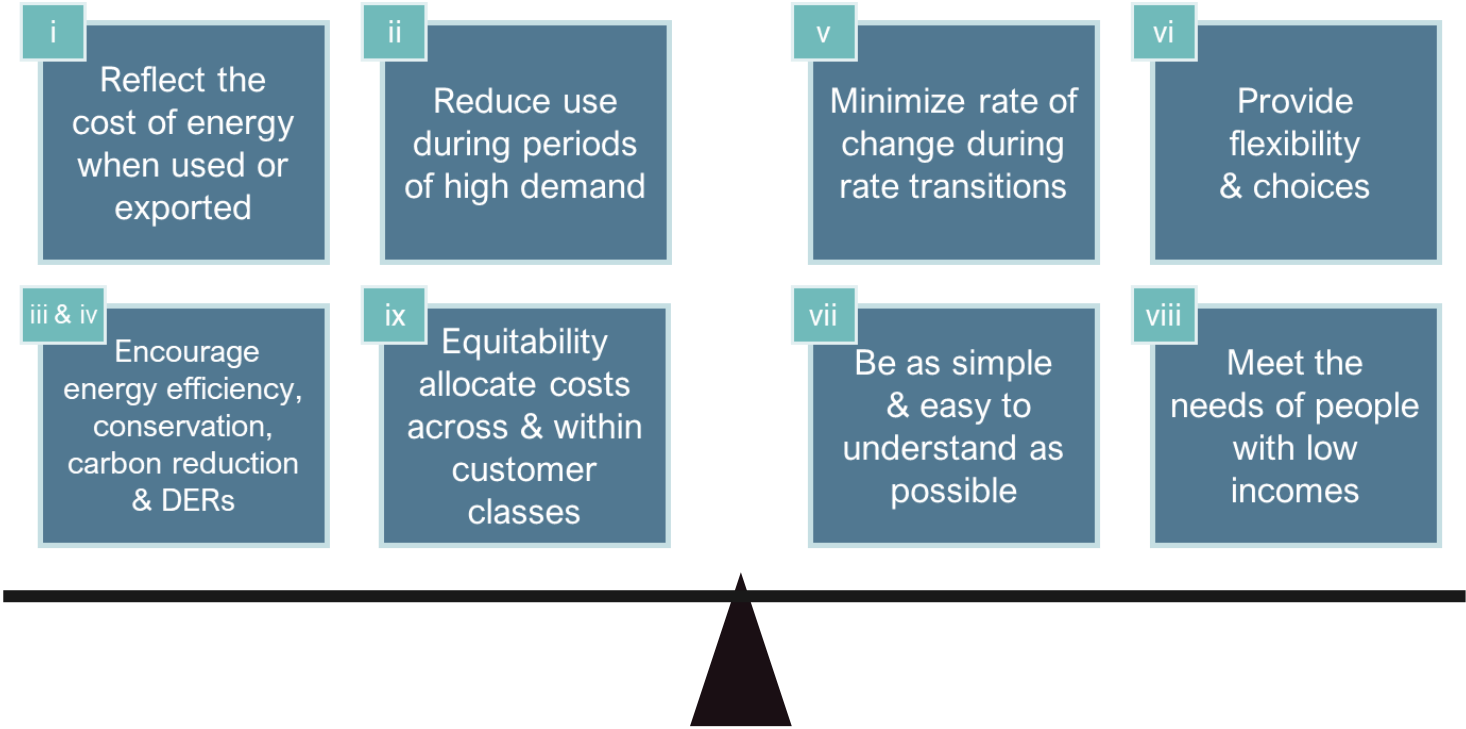 i
Reflect the
cost of energy
when used or
exported
ii
Reduce use
during periods
of high demand
v
Minimize rate of
change during
rate transitions
vi
Provide
flexibility
& choices
iii & iv
Encourage
energy efficiency,
conservation,
carbon reduction
& DERs
ix
Equitability
allocate costs
across & within
customer
classes
vii
Be as simple
& easy to
understand as
possible
viii
Meet the
needs of people
with low
incomes